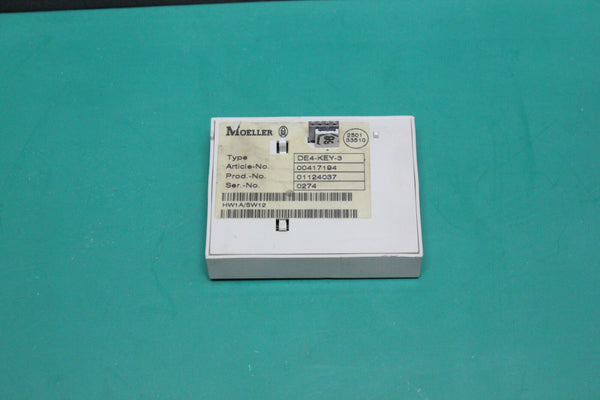 MOELLER
2501
33510
Type DE4-KEY-3
Article-No. 00417194
Prod.-No. 01124037
Ser.-No. 0274
HW1A/SW12